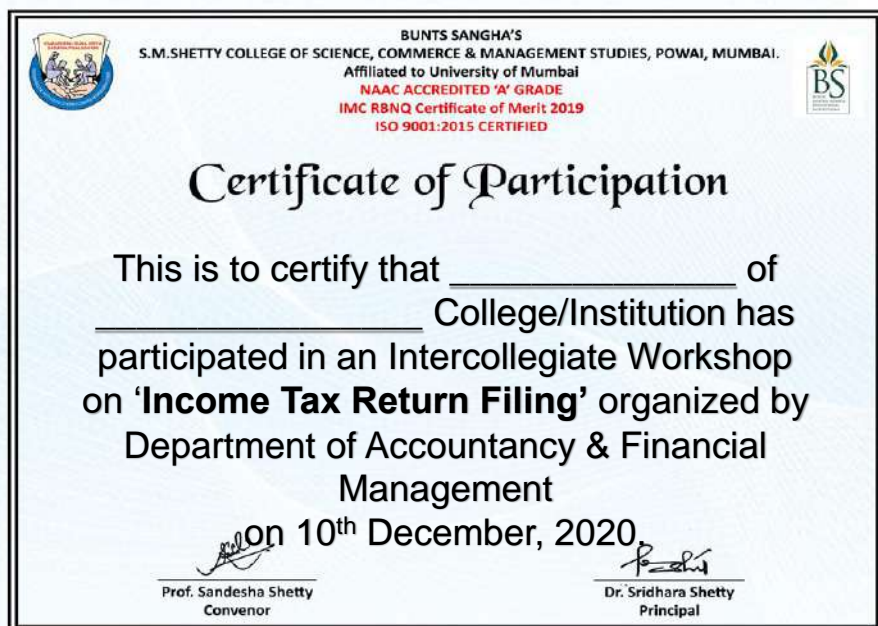 BUNTS SANGHA'S
S.M.SHETTY COLLEGE OF SCIENCE, COMMERCE & MANAGEMENT STUDIES, POWAI, MUMBAI.
Affiliated to University of Mumbai
NAAC ACCREDITED 'A' GRADE
IMC RBNQ Certificate of Merit 2019
ISO 9001:2015 CERTIFIED
BS
Certificate of Participation
This is to certify that ______________ of
________________ College/Institution has
participated in an Intercollegiate Workshop
on ‘Income Tax Return Filing’ organized by
Department of Accountancy & Financial
Management
on 10th December, 2020.
Prof. Sandesha Shetty
Convenor
Dr. Sridhara Shetty
Principal